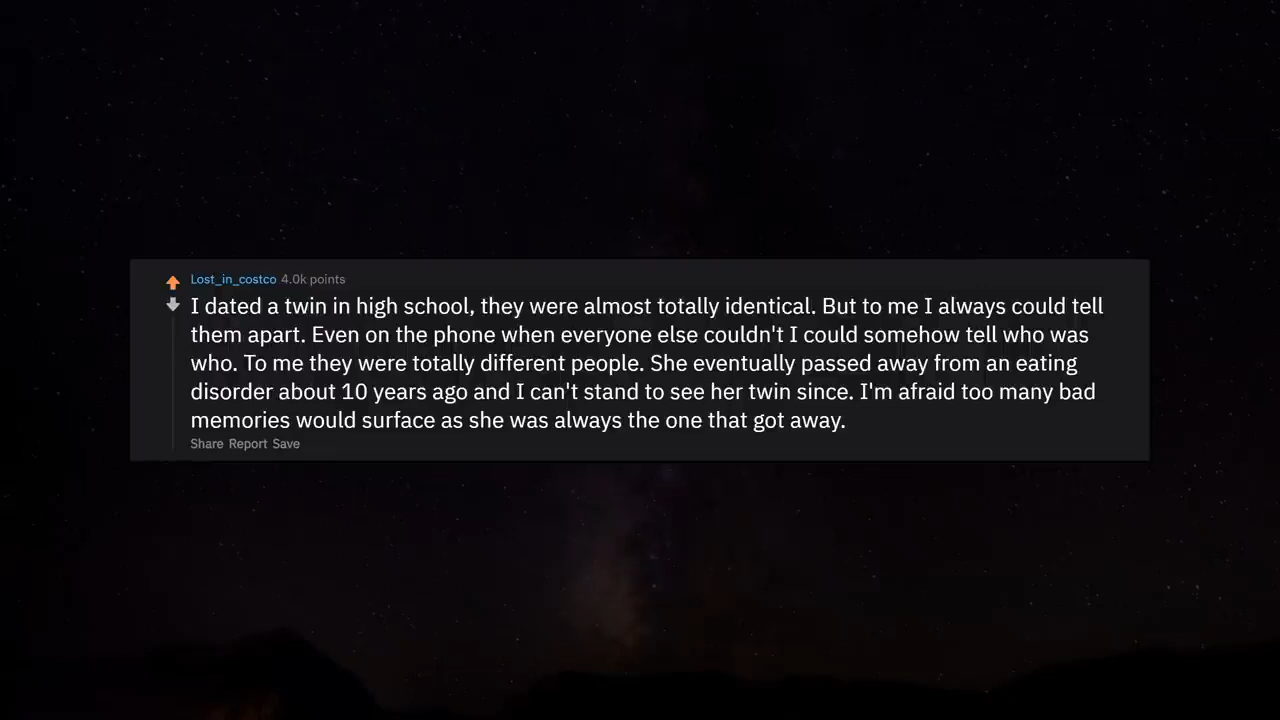 Lost_in_costco 4.0k points
I dated a twin in high school, they were almost totally identical. But to me I always could tell
them apart. Even on the phone when everyone else couldn't I could somehow tell who was
who. To me they were totally different people. She eventually passed away from an eating
disorder about 10 years ago and I can't stand to see her twin since. I'm afraid too many bad
memories would surface as she was always the one that got away.
Share Report Save